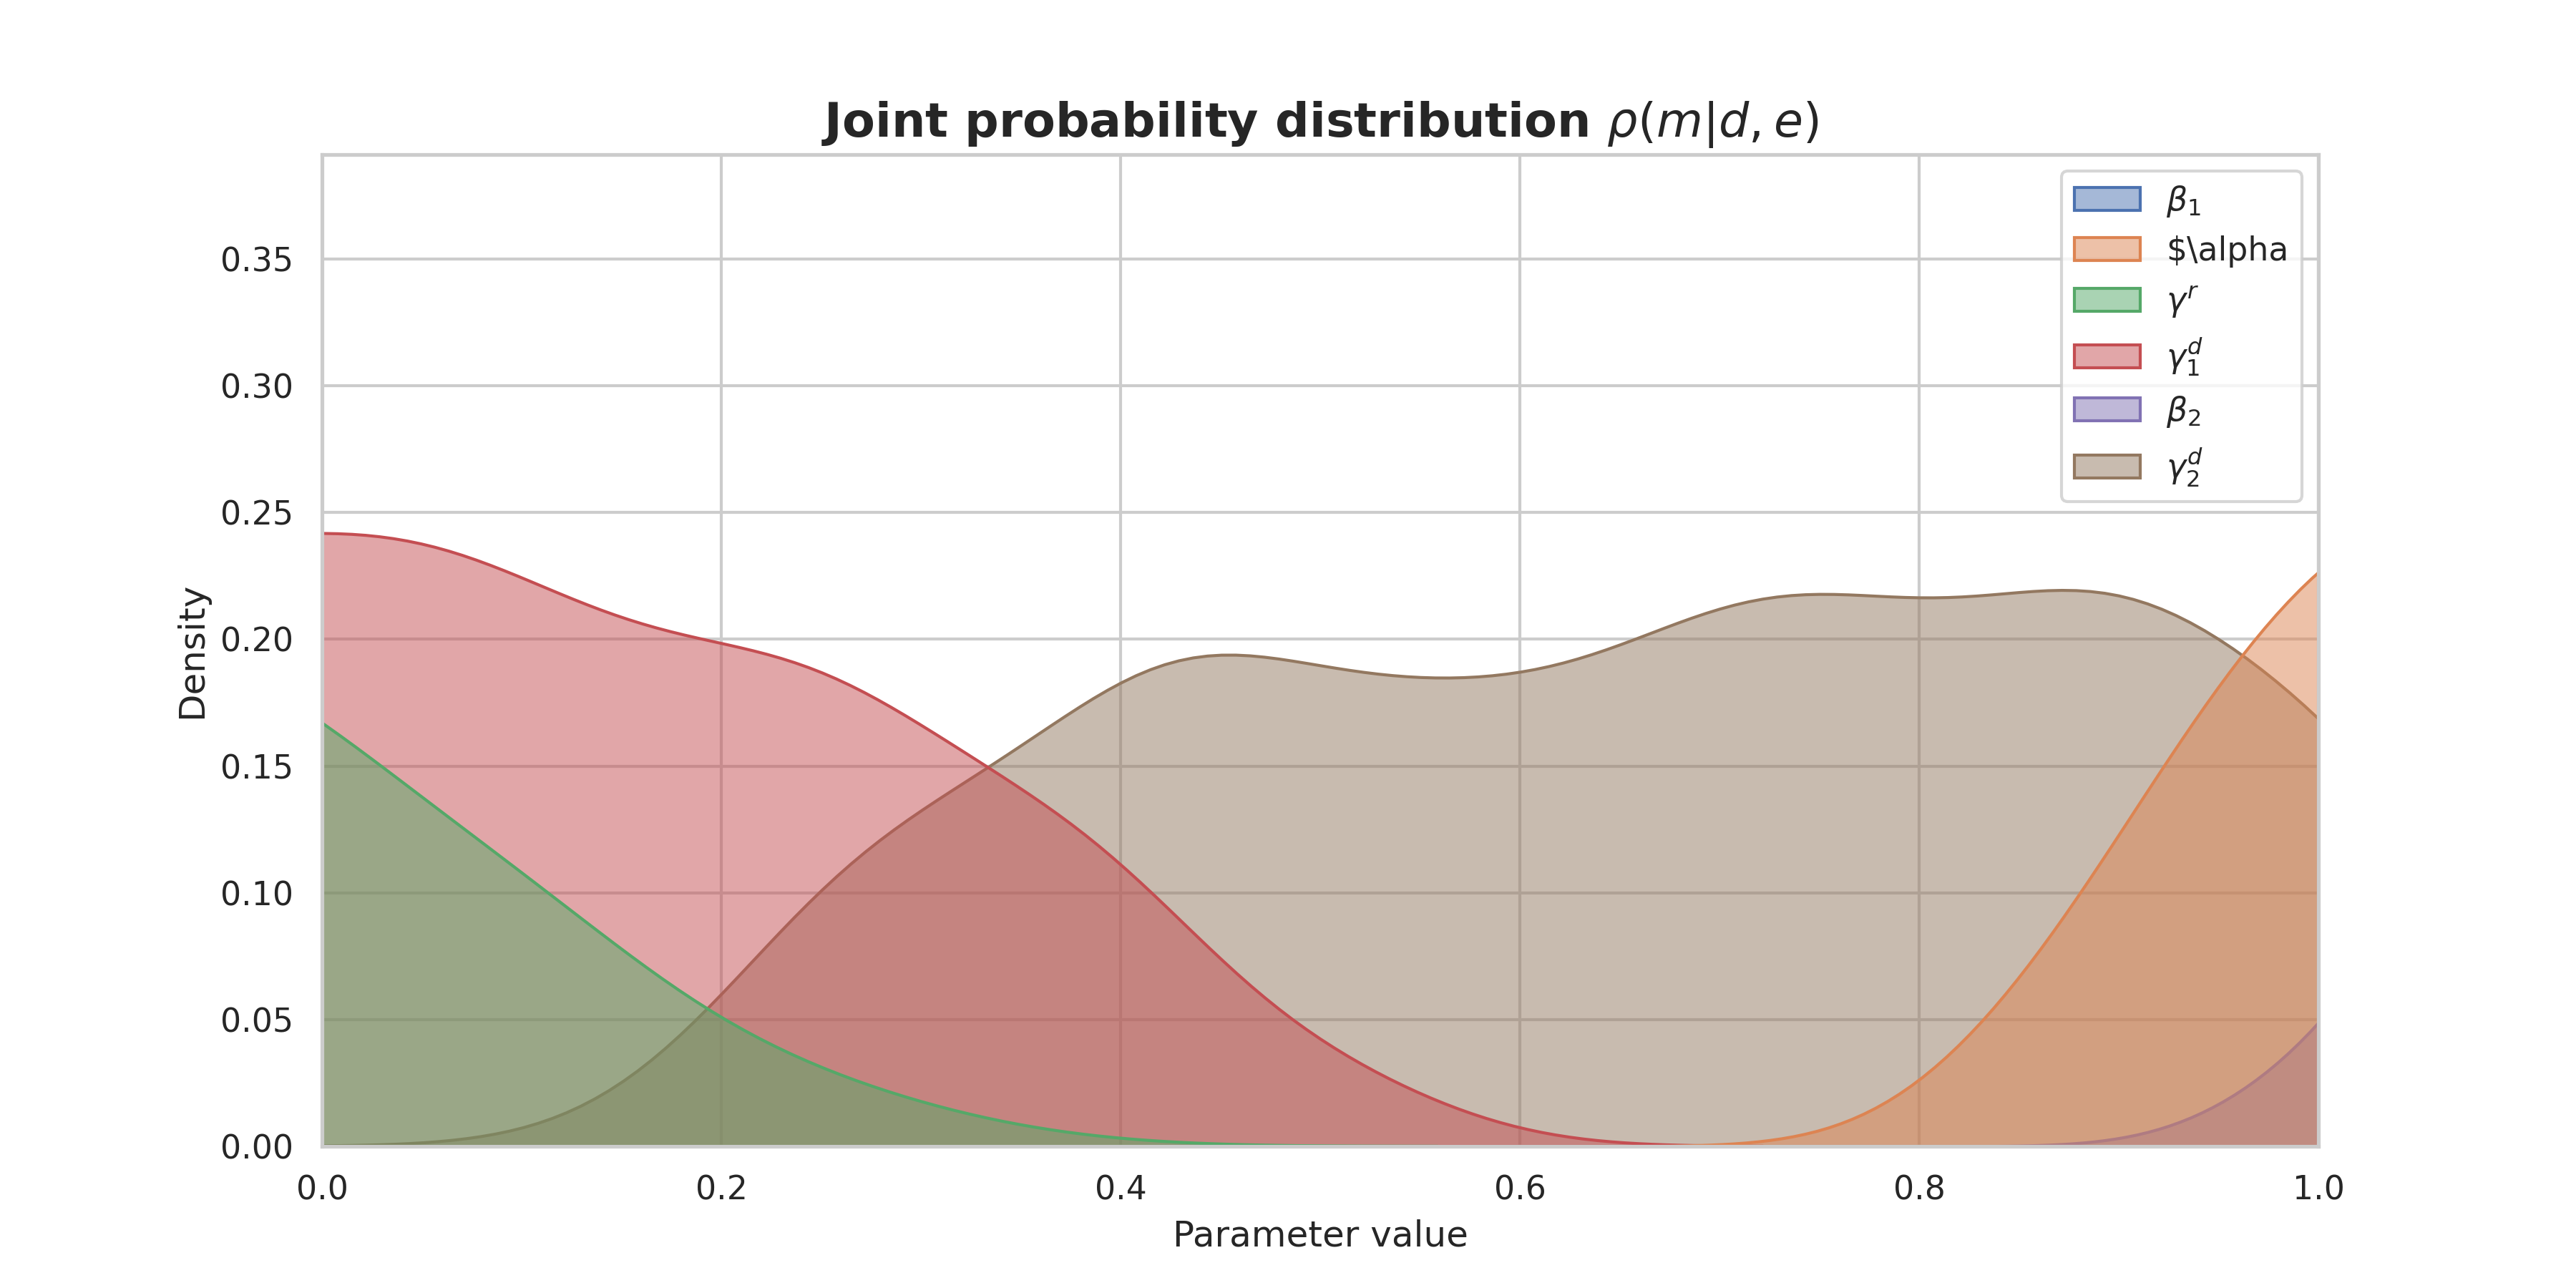 Joint probability distribution ρ(m|d, e)
β₁
$\alpha
γʳ
γ₁ᵈ
β₂
γ₂ᵈ
0.35
0.30
0.25
0.20
0.15
0.10
0.05
0.00
Density
0.0 0.2 0.4 0.6 0.8 1.0
Parameter value